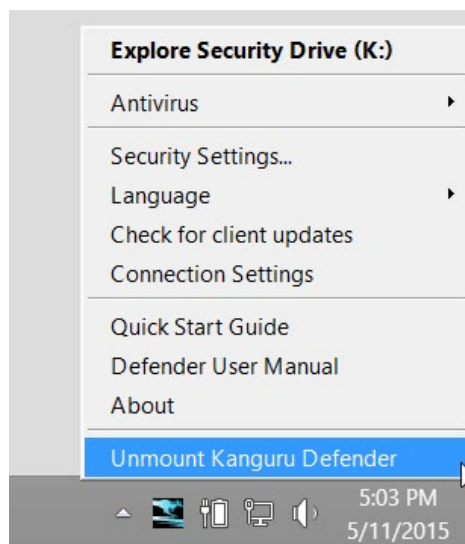 Explore Security Drive (K:)
Antivirus
Security Settings...
Language
Check for client updates
Connection Settings
Quick Start Guide
Defender User Manual
About
Unmount Kanguru Defender
5:03 PM
5/11/2015